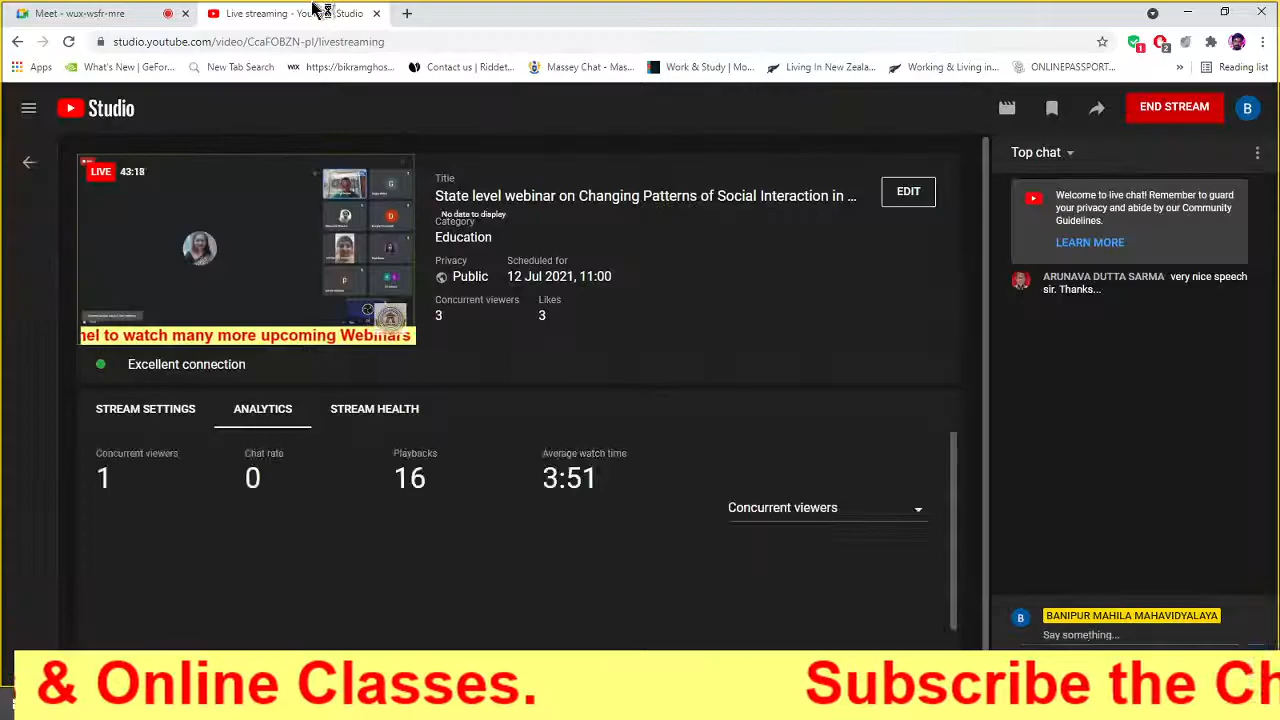 Meet - wux-wsfr-mre
Live streaming - YouTube Studio
studio.youtube.com/video/CcaFOBZN-pI/livestreaming
1
2
Apps
What's New | GeFor...
New Tab Search
WIX
https://bikramghos...
Contact us | Riddet...
Massey Chat - Mas...
Work & Study | Mo...
Living In New Zeala...
Working & Living in...
ONLINEPASSPORT...
»
Reading list
Studio
END STREAM
B
LIVE
43:18
G
D
P
nel to watch many more upcoming Webinars
Title
State level webinar on Changing Patterns of Social Interaction in ...
No data to display
EDIT
Category
Education
Privacy
Scheduled for
Public
12 Jul 2021, 11:00
Concurrent viewers
Likes
3
3
Excellent connection
STREAM SETTINGS
ANALYTICS
STREAM HEALTH
Concurrent viewers
Chat rate
Playbacks
Average watch time
1
0
16
3:51
Concurrent viewers
Top chat
Welcome to live chat! Remember to guard
your privacy and abide by our Community
Guidelines.
LEARN MORE
ARUNAVA DUTTA SARMA very nice speech
sir. Thanks...
B
BANIPUR MAHILA MAHAVIDYALAYA
Say something...
& Online Classes.
Subscribe the Ch